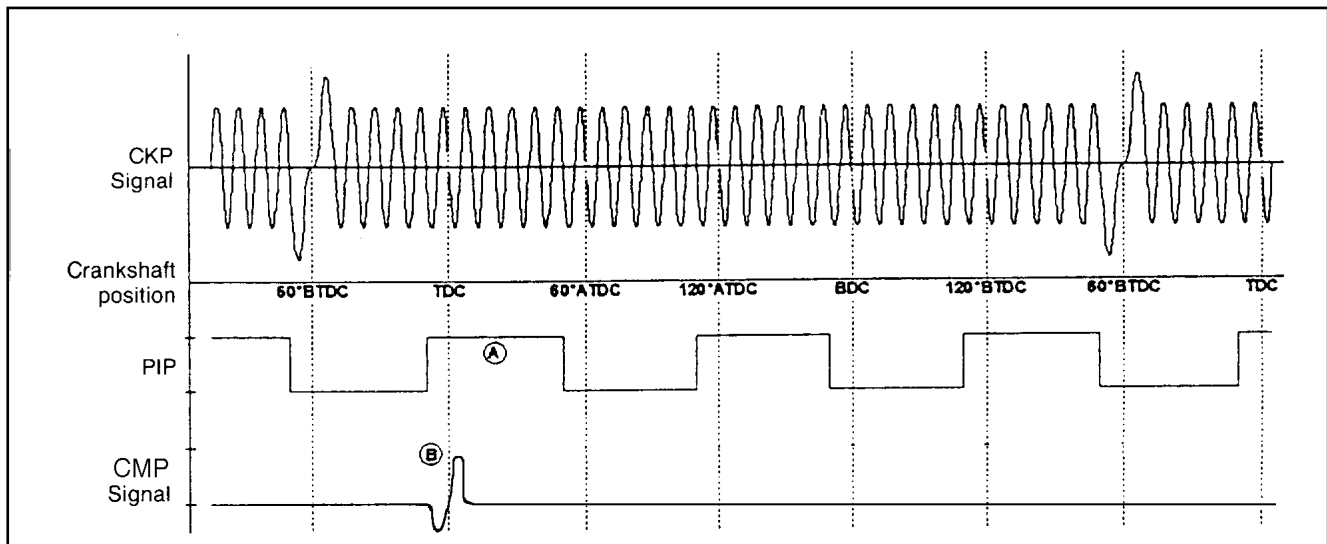 CKP
Signal
Crankshaft
position
60°BTDC TDC 60°ATDC 120°ATDC BDC 120°BTDC 60°BTDC TDC
PIP
A
B
CMP
Signal